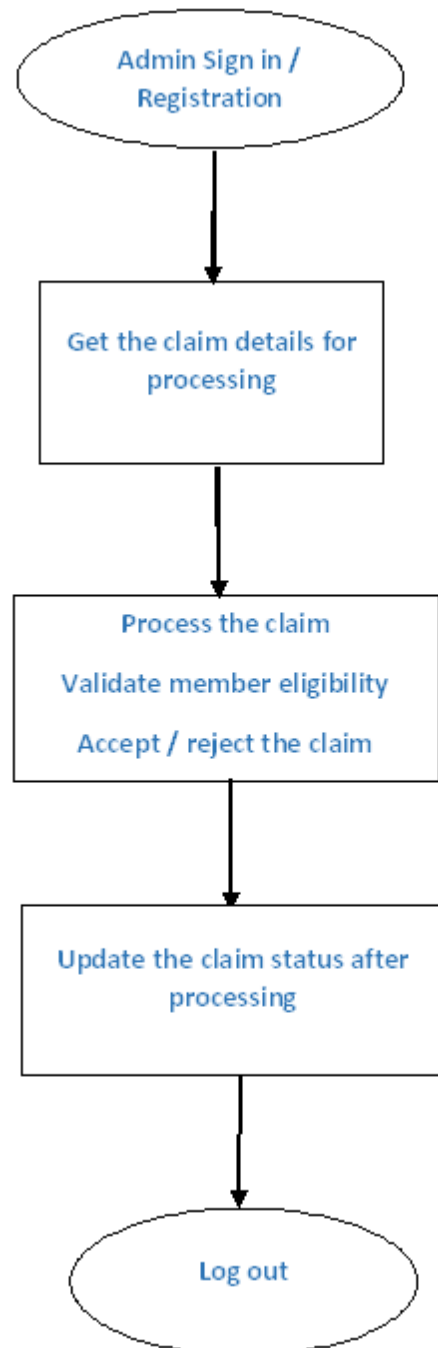 Admin Sign in /
Registration
Get the claim details for
processing
Process the claim
Validate member eligibility
Accept / reject the claim
Update the claim status after
processing
Log out